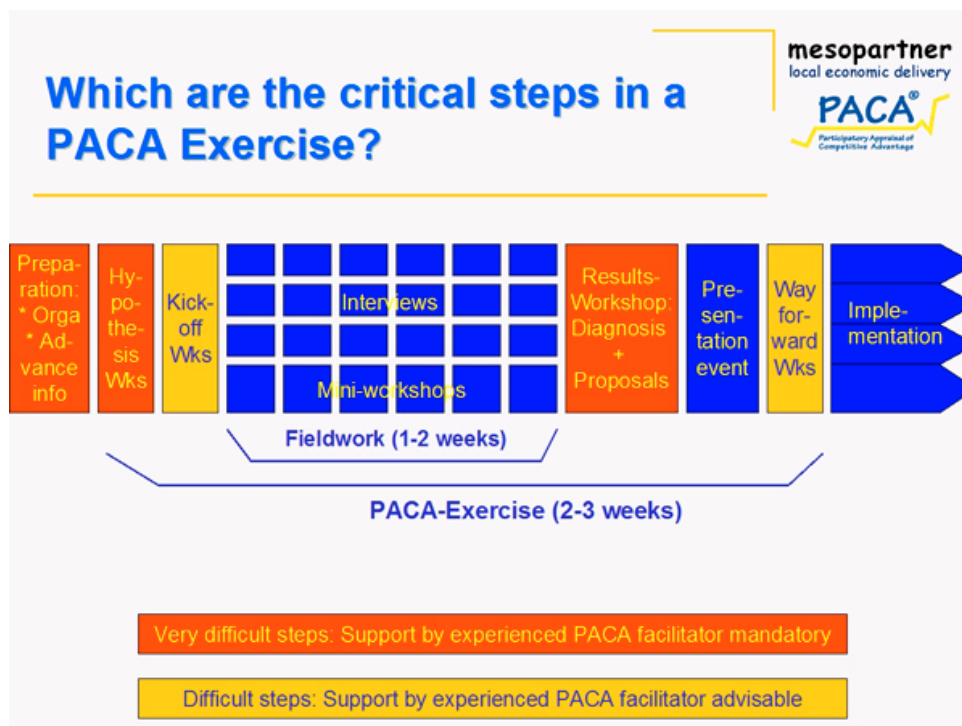 Which are the critical steps in a
PACA Exercise?
mesopartner
local economic delivery
PACA®
Participatory Appraisal of
Competitive Advantage
Prepa-
ration:
* Orga
* Ad-
vance
info
Hy-
po-
the-
sis
Wks
Kick-
off
Wks
Interviews
Mini-workshops
Results-
Workshop:
Diagnosis
+
Proposals
Pre-
sen-
tation
event
Way
for-
ward
Wks
Imple-
mentation
Fieldwork (1-2 weeks)
PACA-Exercise (2-3 weeks)
Very difficult steps: Support by experienced PACA facilitator mandatory
Difficult steps: Support by experienced PACA facilitator advisable